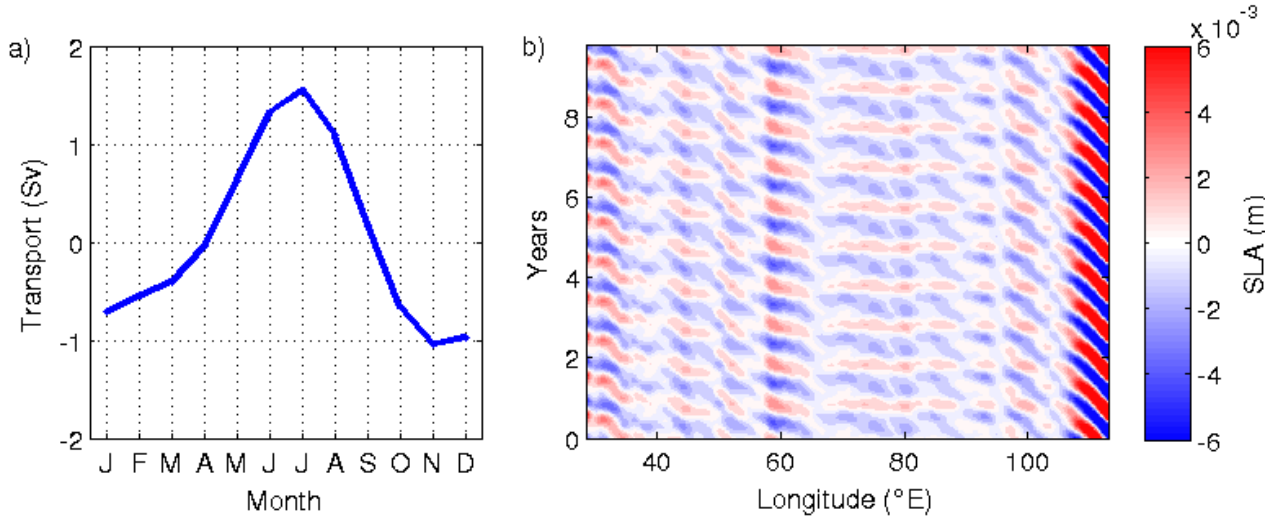 a)
2
1
0
-1
-2
Transport (Sv)
J F M A M J J A S O N D
Month
b)
8
6
4
2
0
Years
40 60 80 100
Longitude (°E)
x 10⁻³
6
4
2
0
-2
-4
-6
SLA (m)